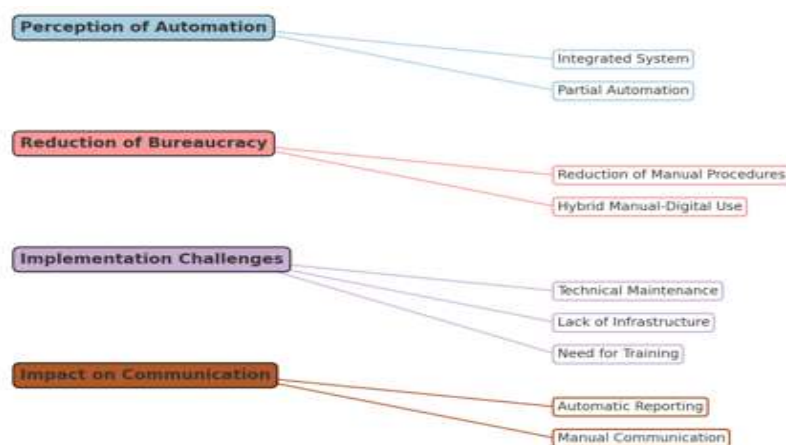 Perception of Automation
Integrated System
Partial Automation
Reduction of Bureaucracy
Reduction of Manual Procedures
Hybrid Manual-Digital Use
Implementation Challenges
Technical Maintenance
Lack of Infrastructure
Need for Training
Impact on Communication
Automatic Reporting
Manual Communication